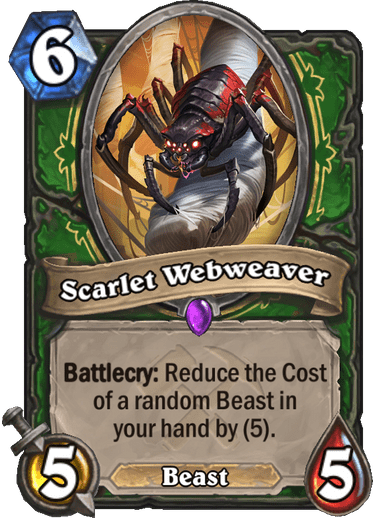 6
Scarlet Webweaver
Battlecry: Reduce the Cost
of a random Beast in
your hand by (5).
5
Beast
5